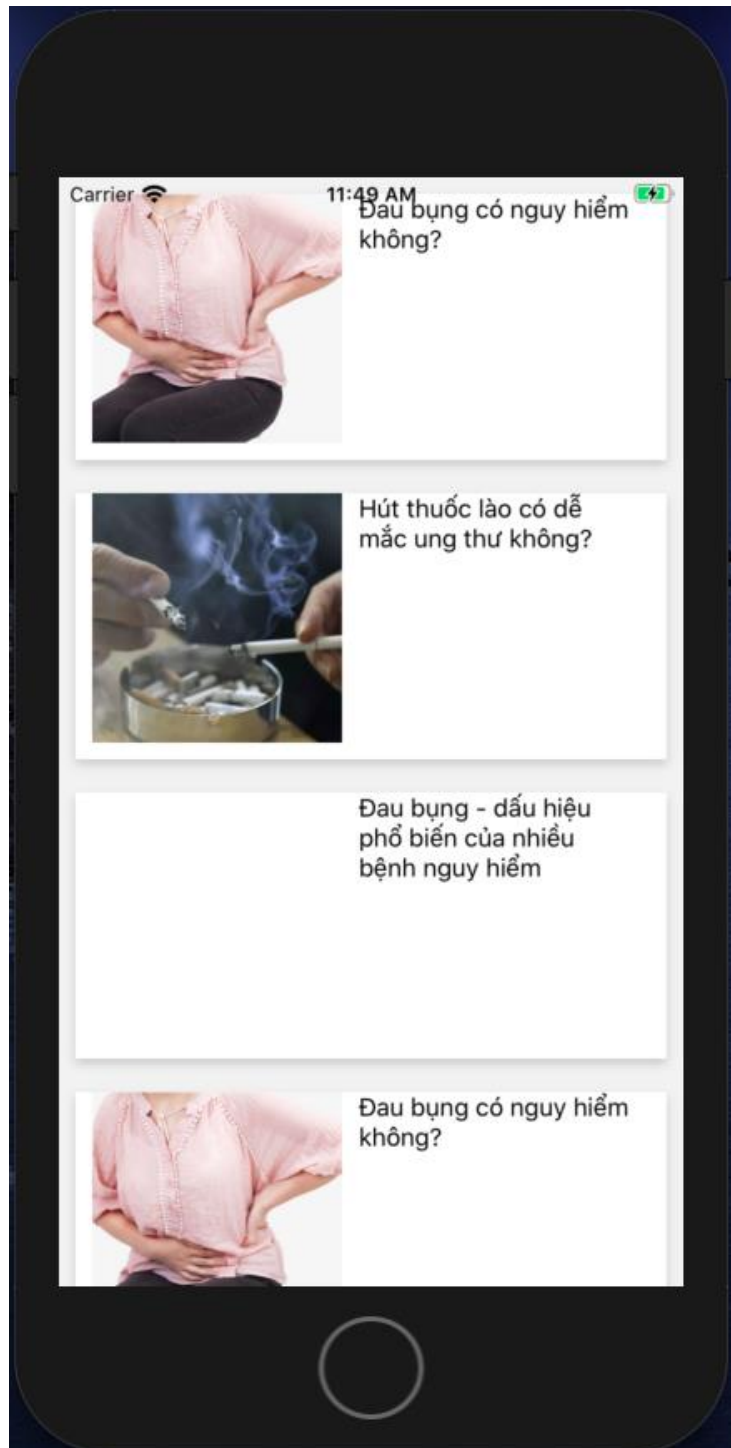 Carrier 11:49 AM
Đau bụng có nguy hiểm
không?
Hút thuốc lào có dễ
mắc ung thư không?
Đau bụng - dấu hiệu
phổ biến của nhiều
bệnh nguy hiểm
Đau bụng có nguy hiểm
không?